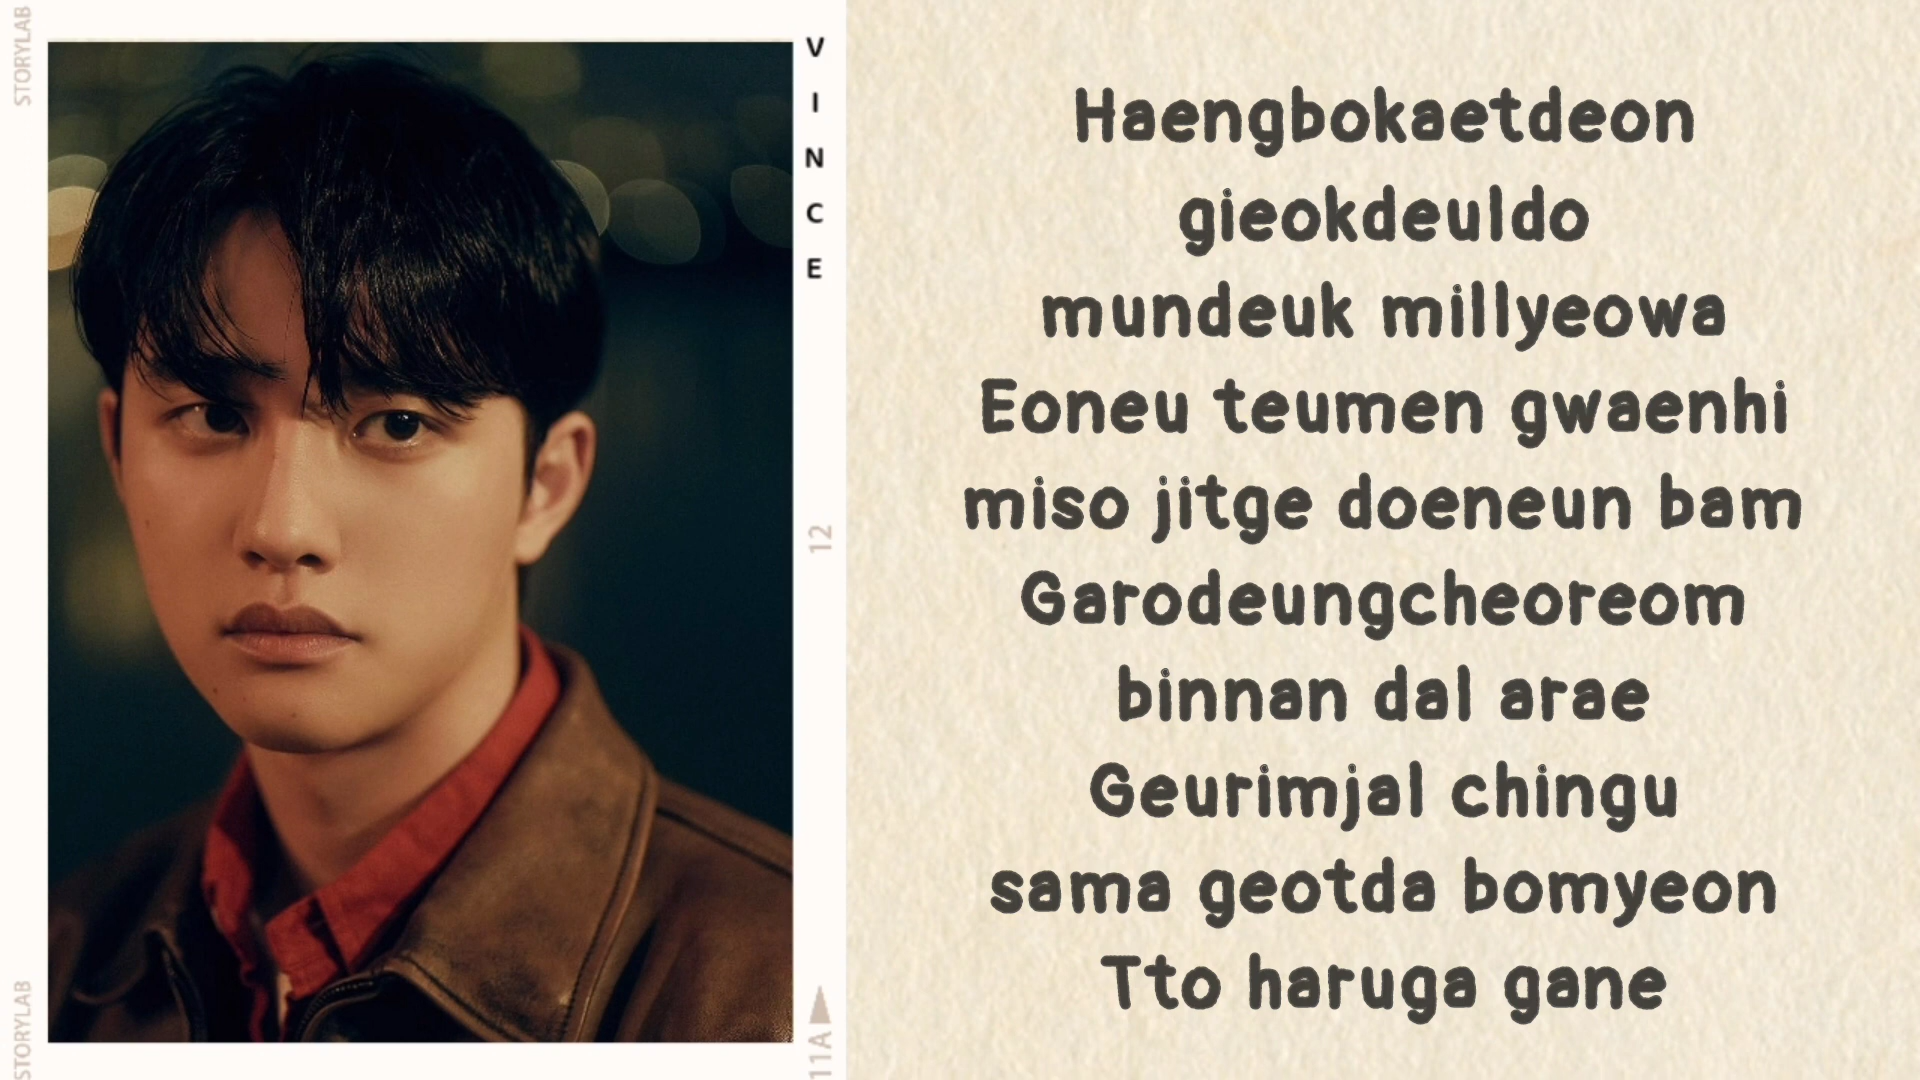 STORYLAB
VINCE
12
11A
STORYLAB
Haengbokaetdeon
gieokdeuldo
mundeuk millyeowa
Eoneu teumen gwaenhi
miso jitge doeneun bam
Garodeungcheoreom
binnan dal arae
Geurimjal chingu
sama geotda bomyeon
Tto haruga gane